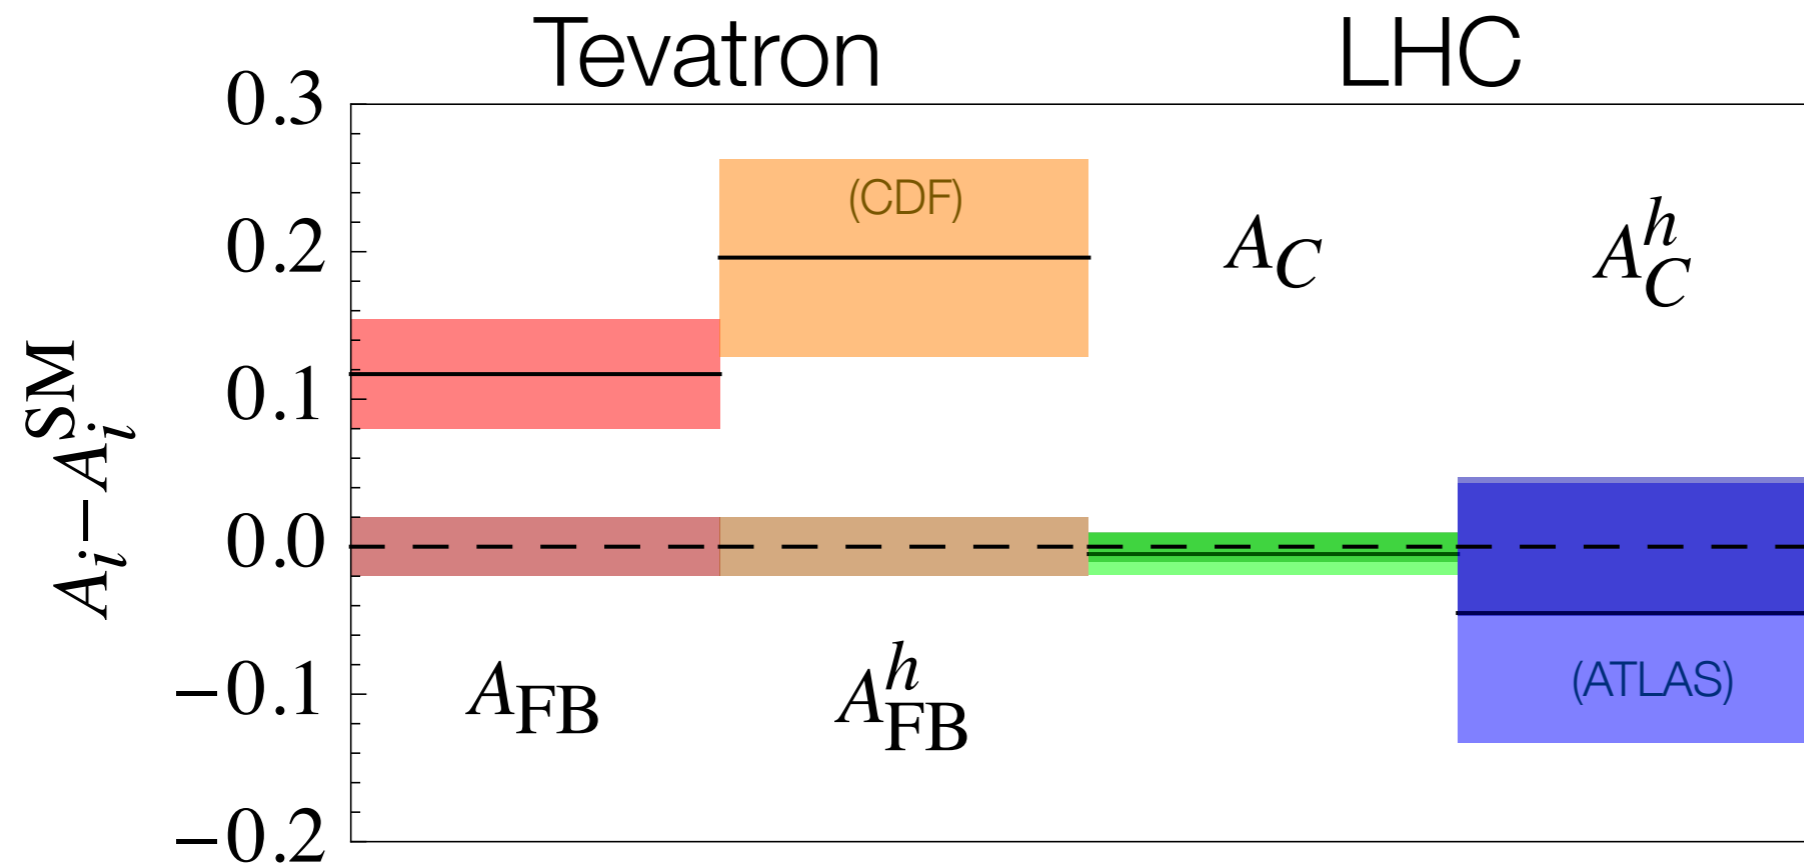 Tevatron LHC
0.3
(CDF)
0.2
A_C A_C^h
0.1
A_i − A_i^SM
0.0
−0.1
A_FB A_FB^h
(ATLAS)
−0.2